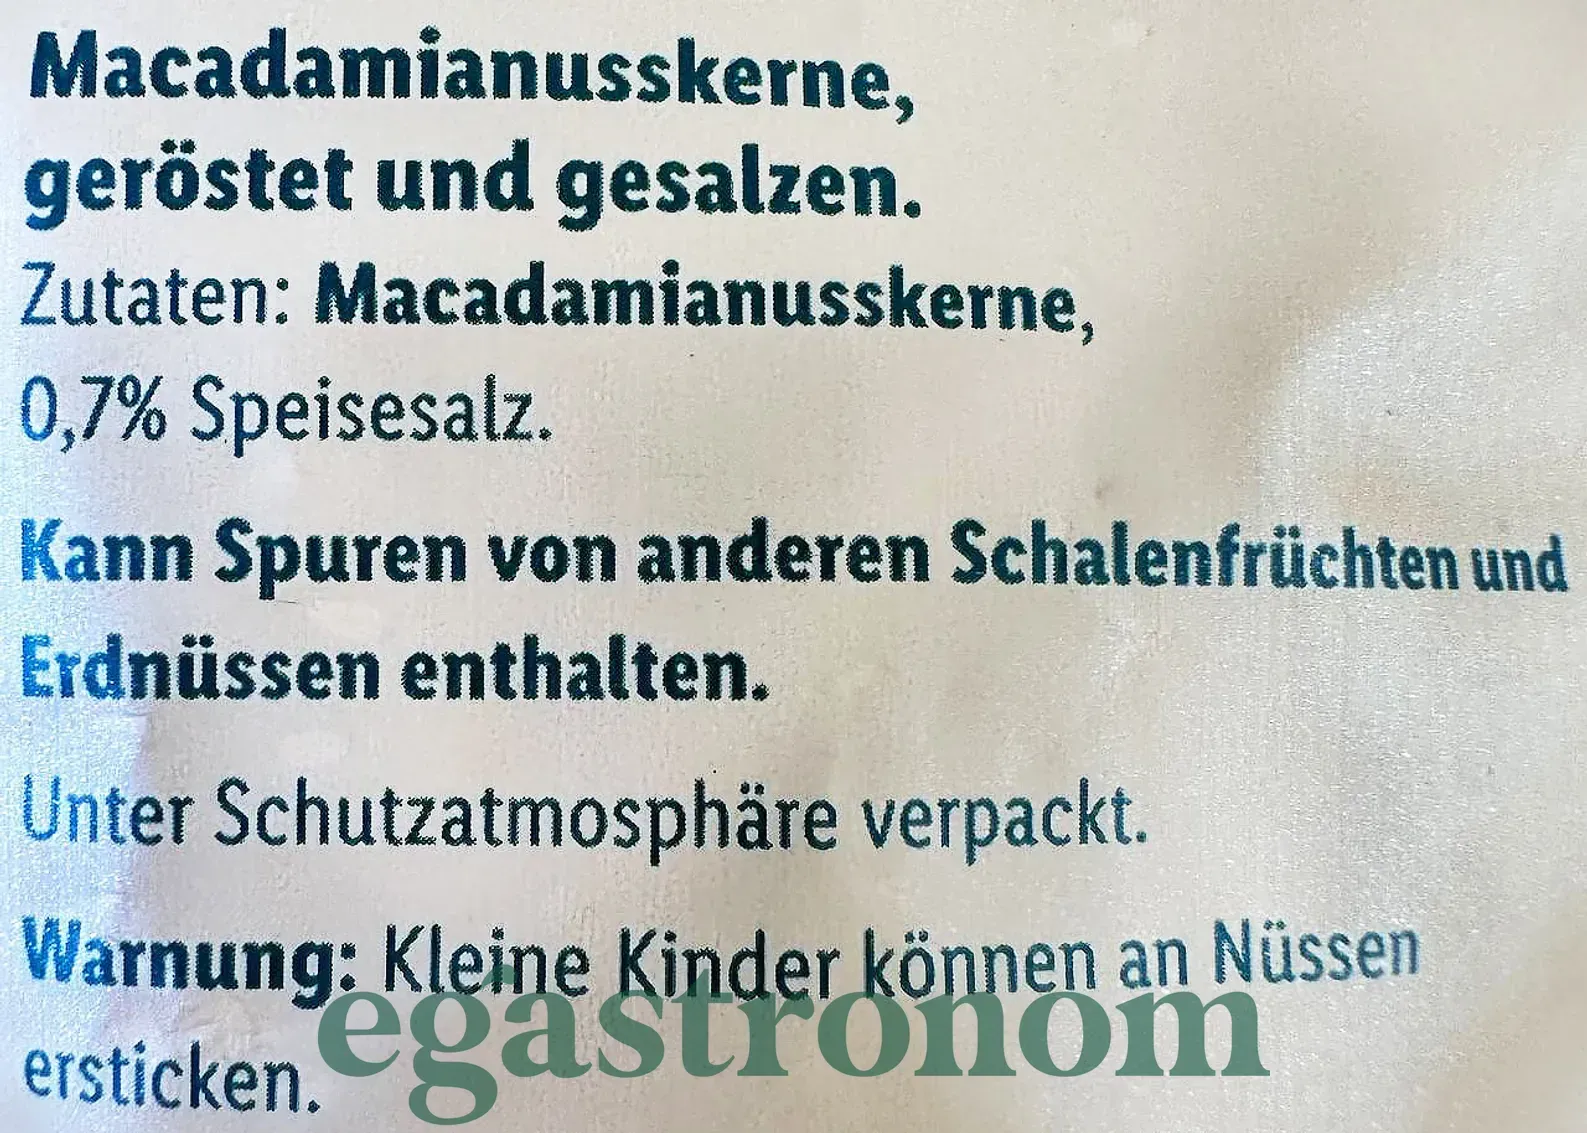 Macadamianusskerne,
geröstet und gesalzen.
Zutaten: Macadamianusskerne,
0,7% Speisesalz.
Kann Spuren von anderen Schalenfrüchten und
Erdnüssen enthalten.
Unter Schutzatmosphäre verpackt.
Warnung: Kleine Kinder können an Nüssen
ersticken.
egastronom